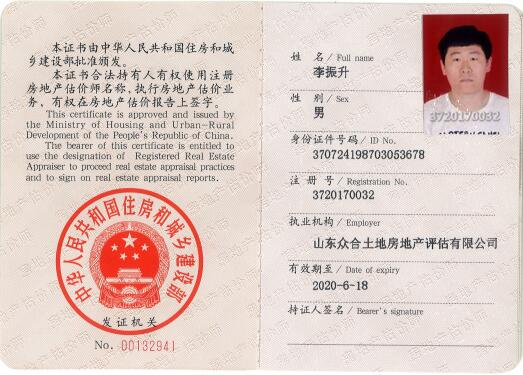 本证书由中华人民共和国住房和城
乡建设部批准颁发。
本证书合法持有人有权使用注册
房地产估价师名称,执行房地产估价业
务、有权在房地产估价报告上签字。
This certificate is approved and issued by
the Ministry of Housing and Urban-Rural
Development of the People's Republic of China.
The bearer of this certificate is entitled to
use the designation of Registered Real Estate
Appraiser to proceed real estate appraisal practices
and to sign on real estate appraisal reports.
中华人民共和国住房和城乡建设部
发证机关
No. 00132941
姓 名 / Full name
李振升
性 别 / Sex
男
身份证件号码 / ID No.
370724198703053678
注 册 号 / Registration No.
3720170032
执业机构 / Employer
山东众合土地房地产评估有限公司
有效期至 / Date of expiry
2020-6-18
持证人签名 / Bearer's signature
3720170032